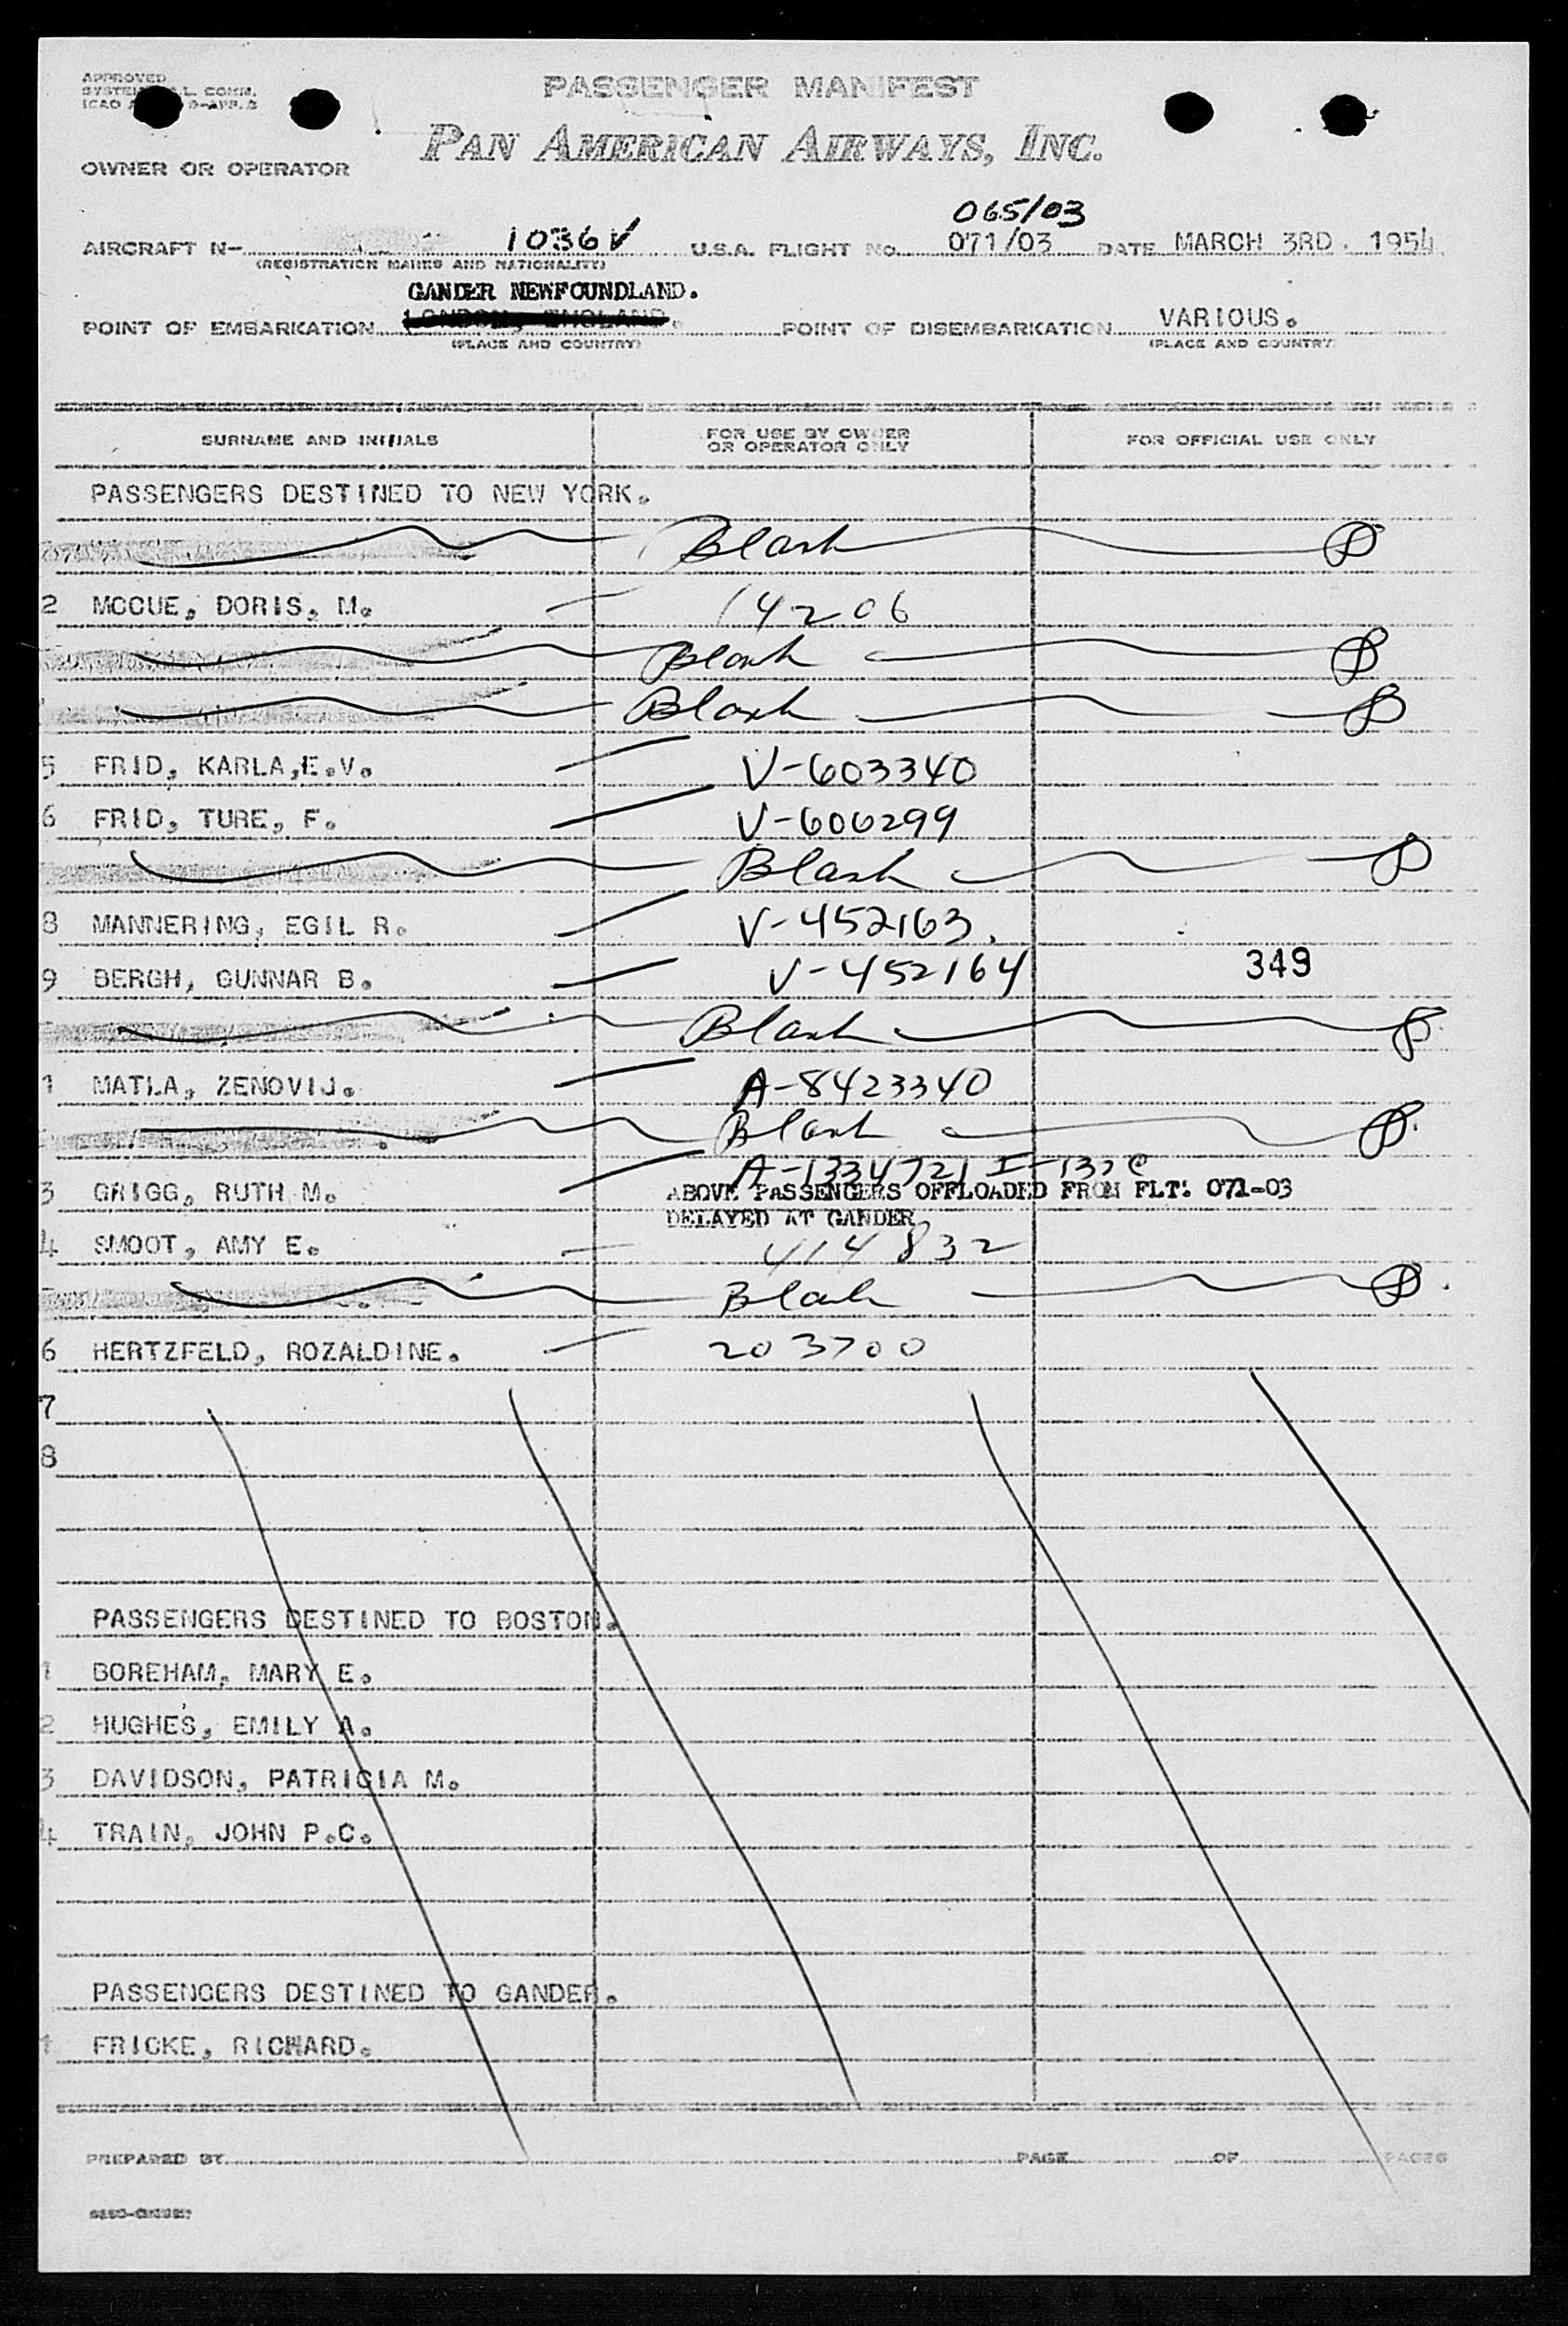 APPROVED
PASSENGER MANIFEST
PAN AMERICAN AIRWAYS, INC.
OWNER OR OPERATOR
065/03
AIRCRAFT N- 1036V U.S.A. FLIGHT No. 071/03 DATE MARCH 3RD. 1954
(REGISTRATION MARKS AND NATIONALITY)
GANDER NEWFOUNDLAND.
POINT OF EMBARKATION LONDON, ENGLAND. POINT OF DISEMBARKATION VARIOUS.
(PLACE AND COUNTRY) (PLACE AND COUNTRY)
SURNAME AND INITIALS FOR USE BY OWNER OR OPERATOR ONLY FOR OFFICIAL USE ONLY
PASSENGERS DESTINED TO NEW YORK.
Blank
2 MCCUE, DORIS, M. 14206
Blank
Blank
5 FRID, KARLA,E.V. V-603340
6 FRID, TURE, F. V-606299
Blank
8 MANNERING, EGIL R. V-452163.
9 BERGH, GUNNAR B. V-452164 349
Blank
1 MATLA, ZENOVIJ. A-8423340
Blank
A-1334721
3 GRIGG, RUTH M. ABOVE PASSENGERS OFFLOADED FROM FLT: 071-03
DELAYED AT GANDER
4 SMOOT, AMY E. 414832
Blank
6 HERTZFELD, ROZALDINE. 203700
7
8
PASSENGERS DESTINED TO BOSTON.
1 BOREHAM, MARY E.
2 HUGHES, EMILY A.
3 DAVIDSON, PATRICIA M.
4 TRAIN, JOHN P.C.
PASSENGERS DESTINED TO GANDER.
1 FRICKE, RICHARD.
PREPARED BY PAGE OF PAGES